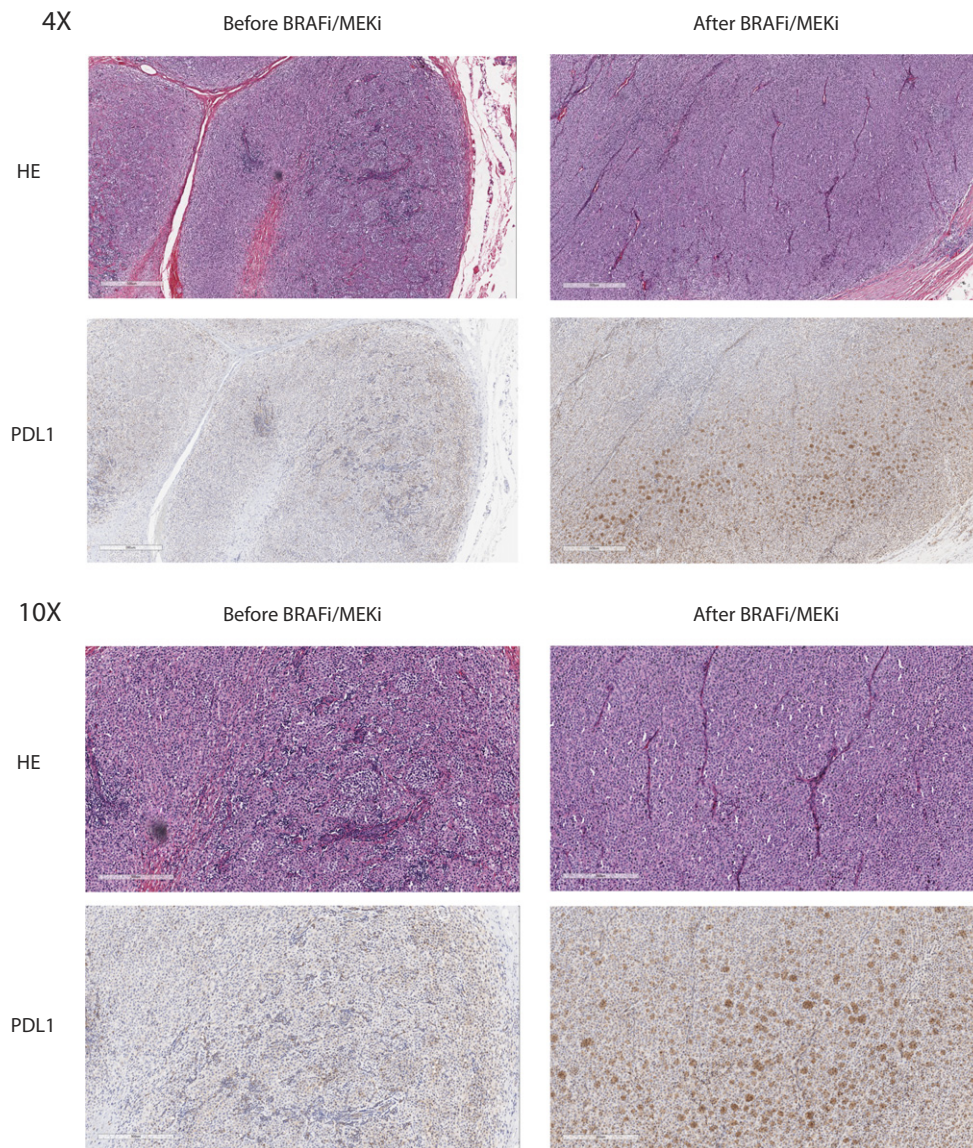 4X
Before BRAFi/MEKi
After BRAFi/MEKi
HE
PDL1
10X
Before BRAFi/MEKi
After BRAFi/MEKi
HE
PDL1